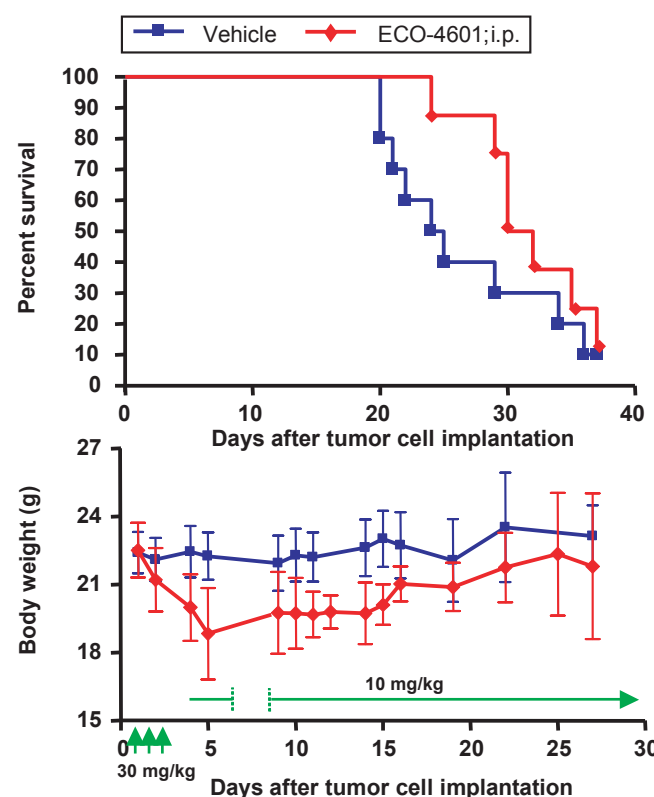 Vehicle ECO-4601;i.p.
100
90
80
70
60
50
40
30
20
10
0
Percent survival
0 10 20 30 40
Days after tumor cell implantation
27
24
21
18
15
Body weight (g)
10 mg/kg
0 5 10 15 20 25 30
30 mg/kg
Days after tumor cell implantation